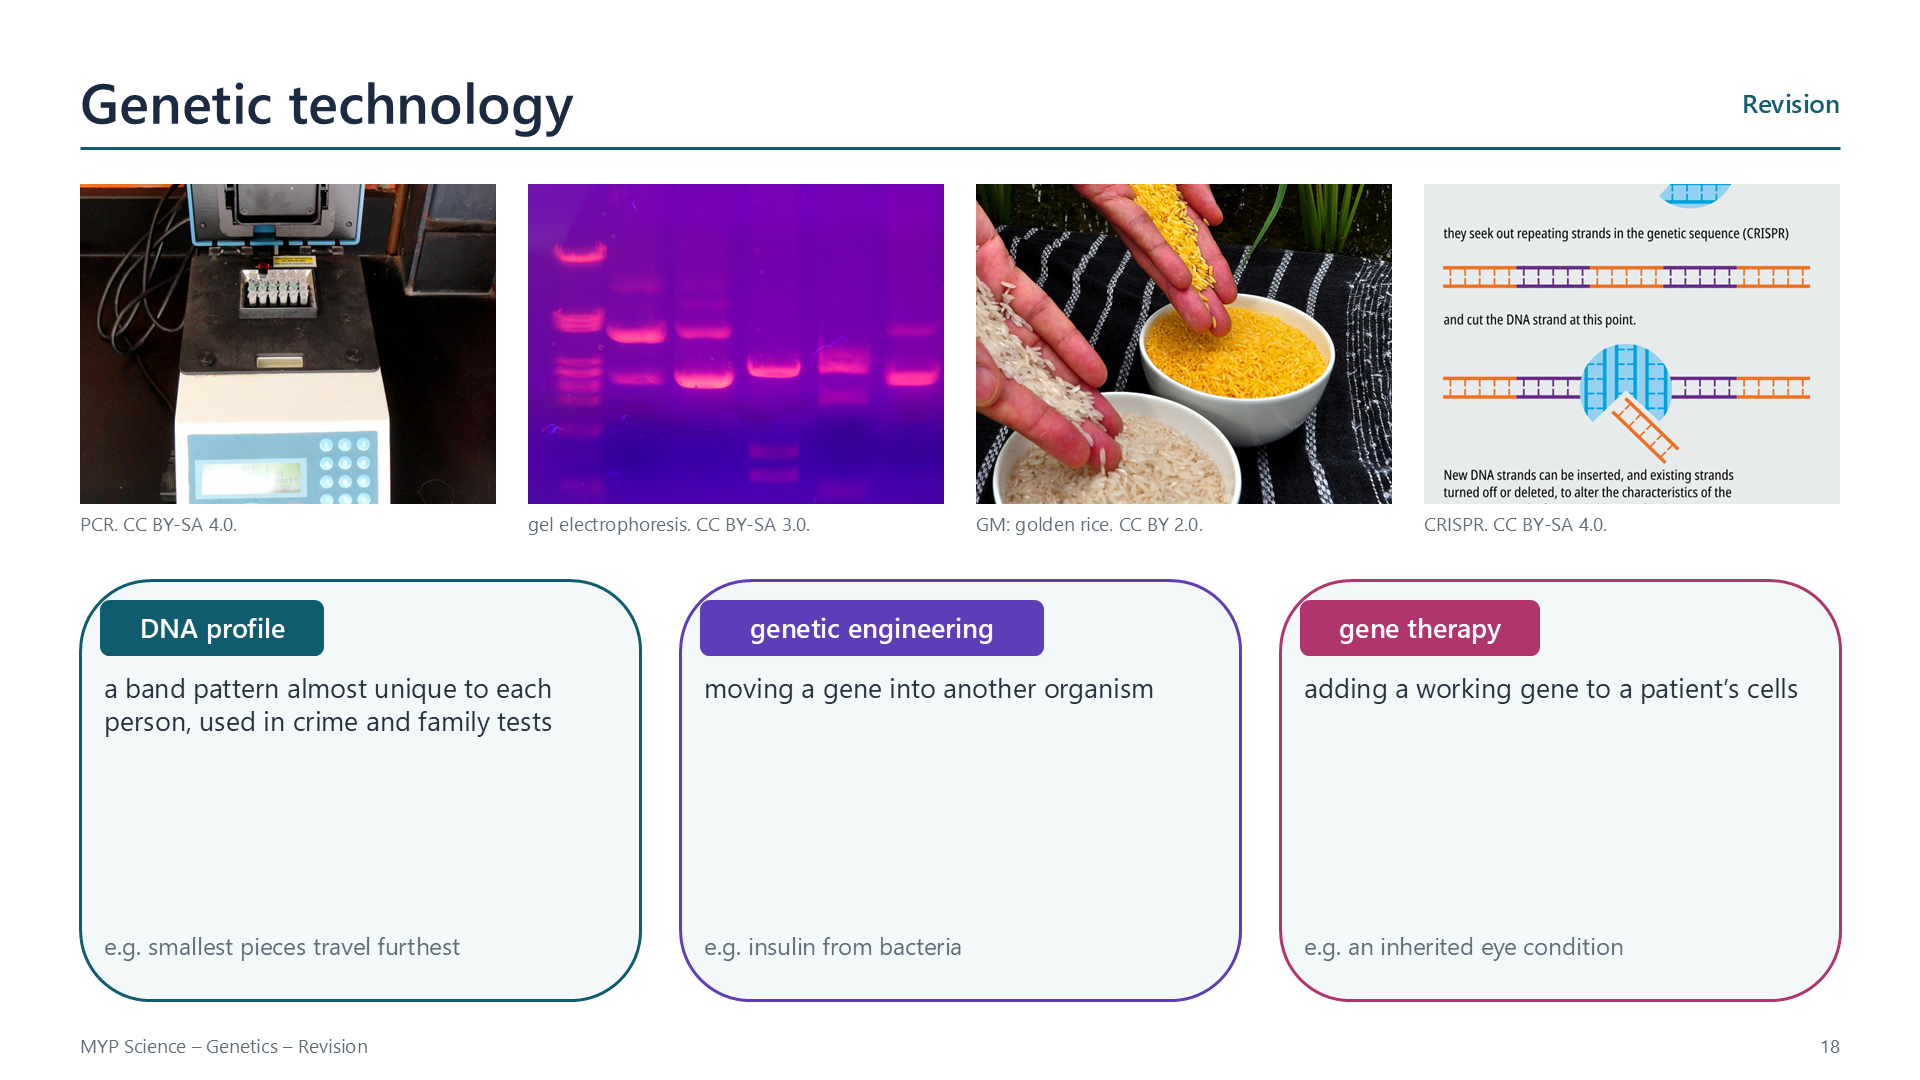 Genetic technology
Revision
they seek out repeating strands in the genetic sequence (CRISPR)
and cut the DNA strand at this point.
New DNA strands can be inserted, and existing strands
turned off or deleted, to alter the characteristics of the
PCR. CC BY-SA 4.0.
gel electrophoresis. CC BY-SA 3.0.
GM: golden rice. CC BY 2.0.
CRISPR. CC BY-SA 4.0.
DNA profile
a band pattern almost unique to each
person, used in crime and family tests
e.g. smallest pieces travel furthest
genetic engineering
moving a gene into another organism
e.g. insulin from bacteria
gene therapy
adding a working gene to a patient’s cells
e.g. an inherited eye condition
MYP Science – Genetics – Revision
18